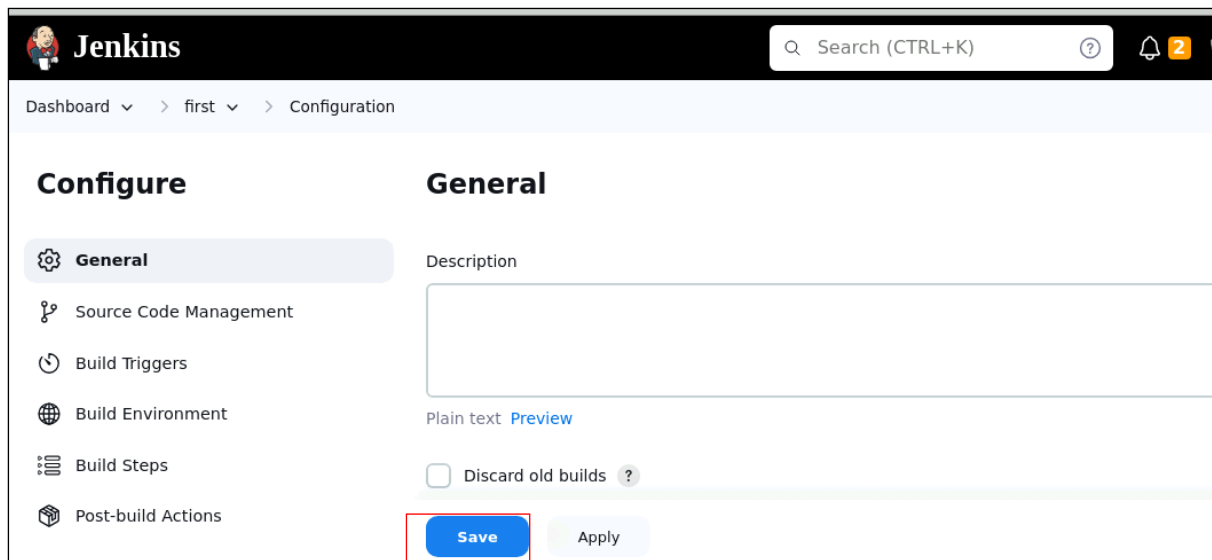 Jenkins
Search (CTRL+K) ?
2
Dashboard > first > Configuration
Configure
General
Source Code Management
Build Triggers
Build Environment
Build Steps
Post-build Actions
General
Description
Plain text Preview
Discard old builds ?
Save Apply